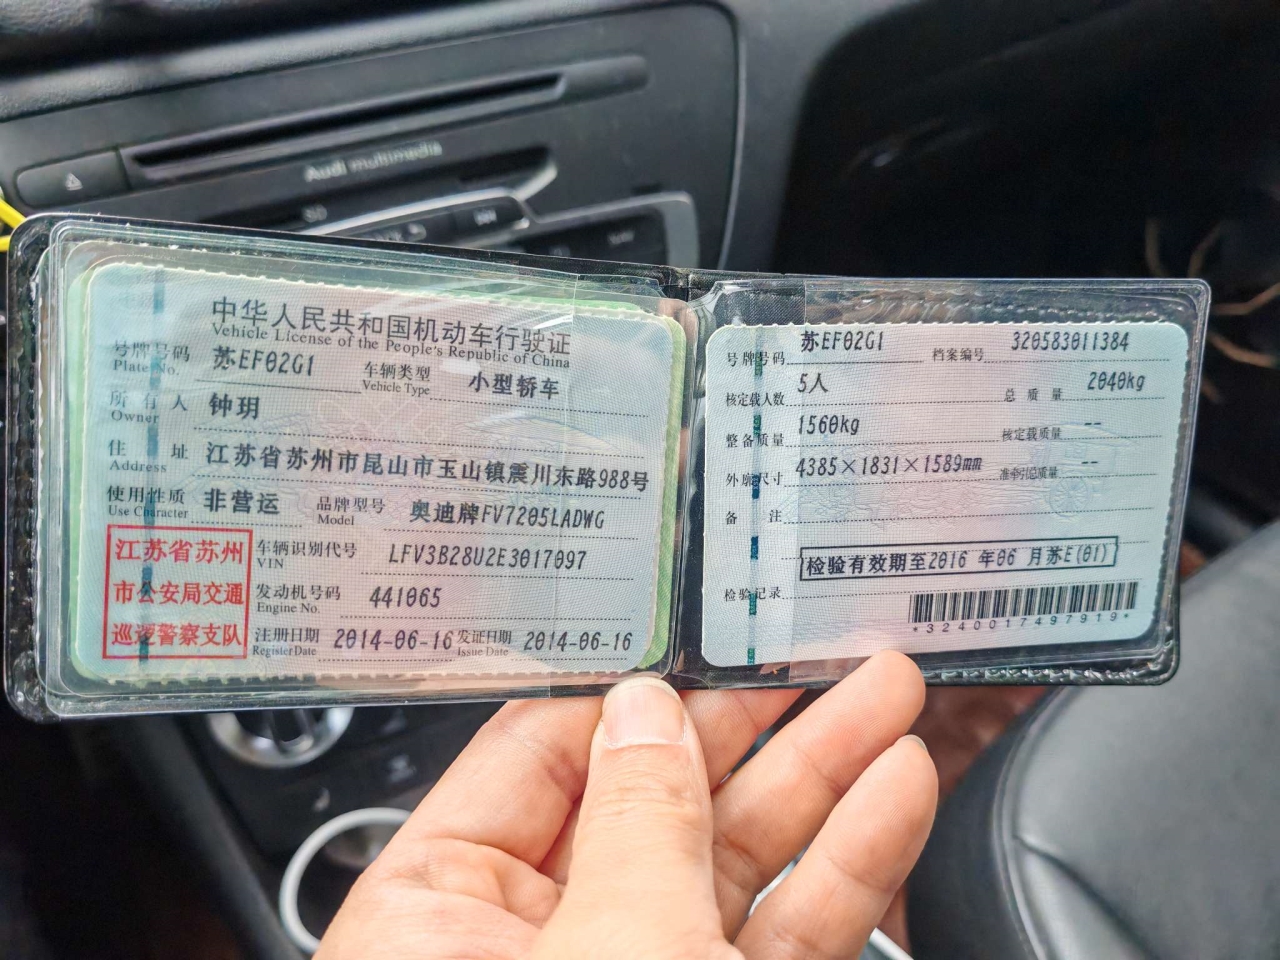 Audi multimedia
SD
中华人民共和国机动车行驶证
Vehicle License of the People's Republic of China
号牌号码 苏EF02G1 车辆类型 小型轿车
Plate No. Vehicle Type
所有人 钟玥
Owner
住址 江苏省苏州市昆山市玉山镇震川东路988号
Address
使用性质 非营运 品牌型号 奥迪牌FV7205LADWG
Use Character Model
江苏省苏州
市公安局交通
巡逻警察支队
车辆识别代号 LFV3B28U2E3017097
VIN
发动机号码 441065
Engine No.
注册日期 2014-06-16 发证日期 2014-06-16
Register Date Issue Date
号牌号码 苏EF02G1 档案编号 320583011384
核定载人数 5人 总质量 2040kg
整备质量 1560kg 核定载质量 --
外廓尺寸 4385×1831×1589mm 准牵引总质量 --
备注
检验有效期至2016 年06 月苏E(01)
检验记录
*3240017497919*